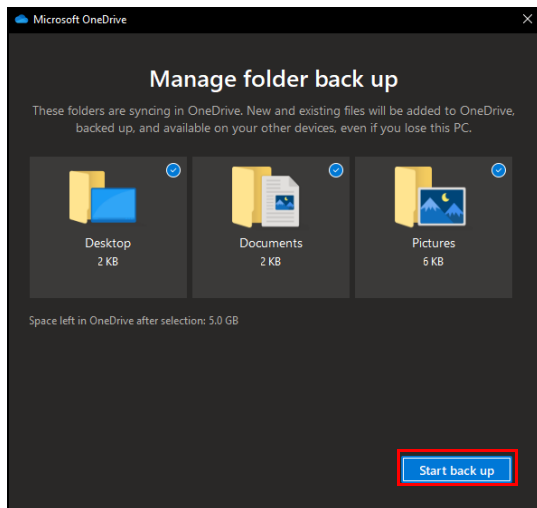 Microsoft OneDrive
Manage folder back up
These folders are syncing in OneDrive. New and existing files will be added to OneDrive,
backed up, and available on your other devices, even if you lose this PC.
Desktop
2 KB
Documents
2 KB
Pictures
6 KB
Space left in OneDrive after selection: 5.0 GB
Start back up